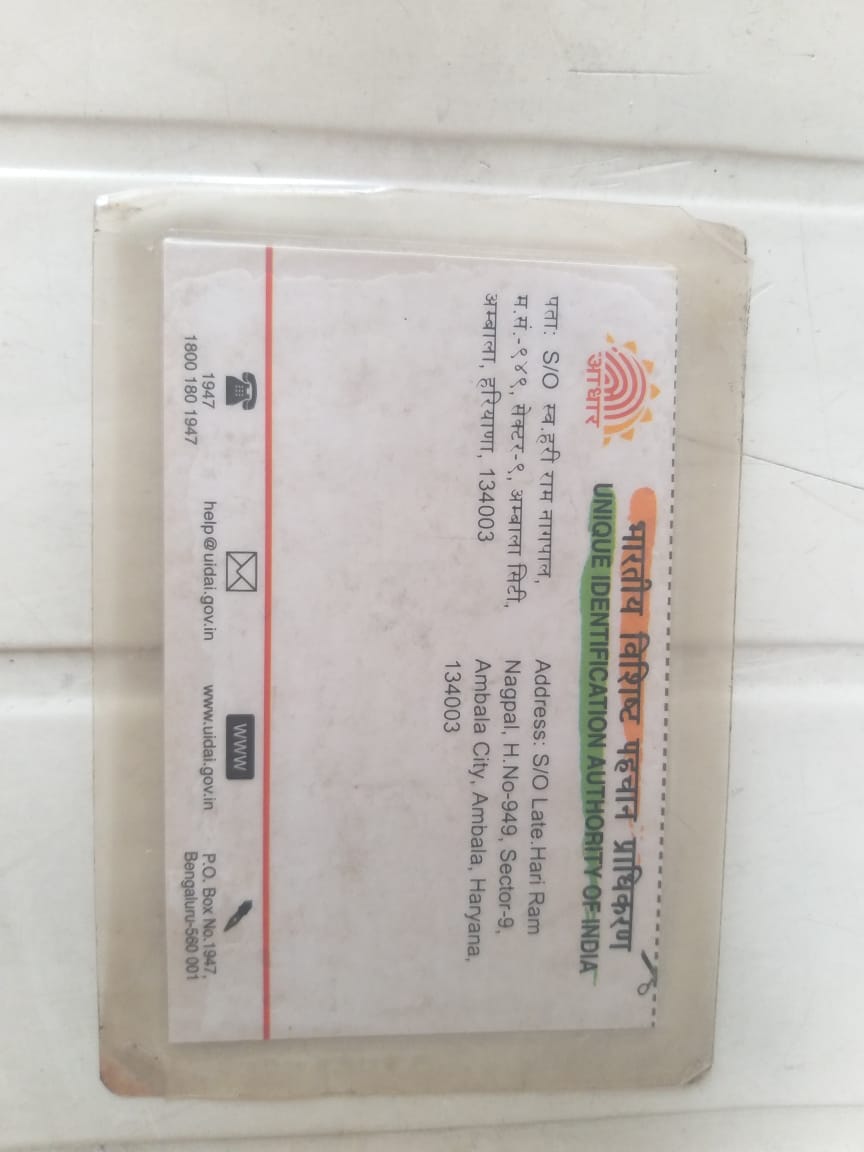 भारतीय विशिष्ट पहचान प्राधिकरण
UNIQUE IDENTIFICATION AUTHORITY OF INDIA
आधार
पता: S/O स्व.हरी राम नागपाल,
म.सं.-९४९, सेक्टर-९, अम्बाला सिटी,
अम्बाला, हरियाणा, 134003
Address: S/O Late.Hari Ram
Nagpal, H.No-949, Sector-9,
Ambala City, Ambala, Haryana,
134003
1947
1800 180 1947
help@uidai.gov.in
WWW
www.uidai.gov.in
P.O. Box No.1947,
Bengaluru-560 001